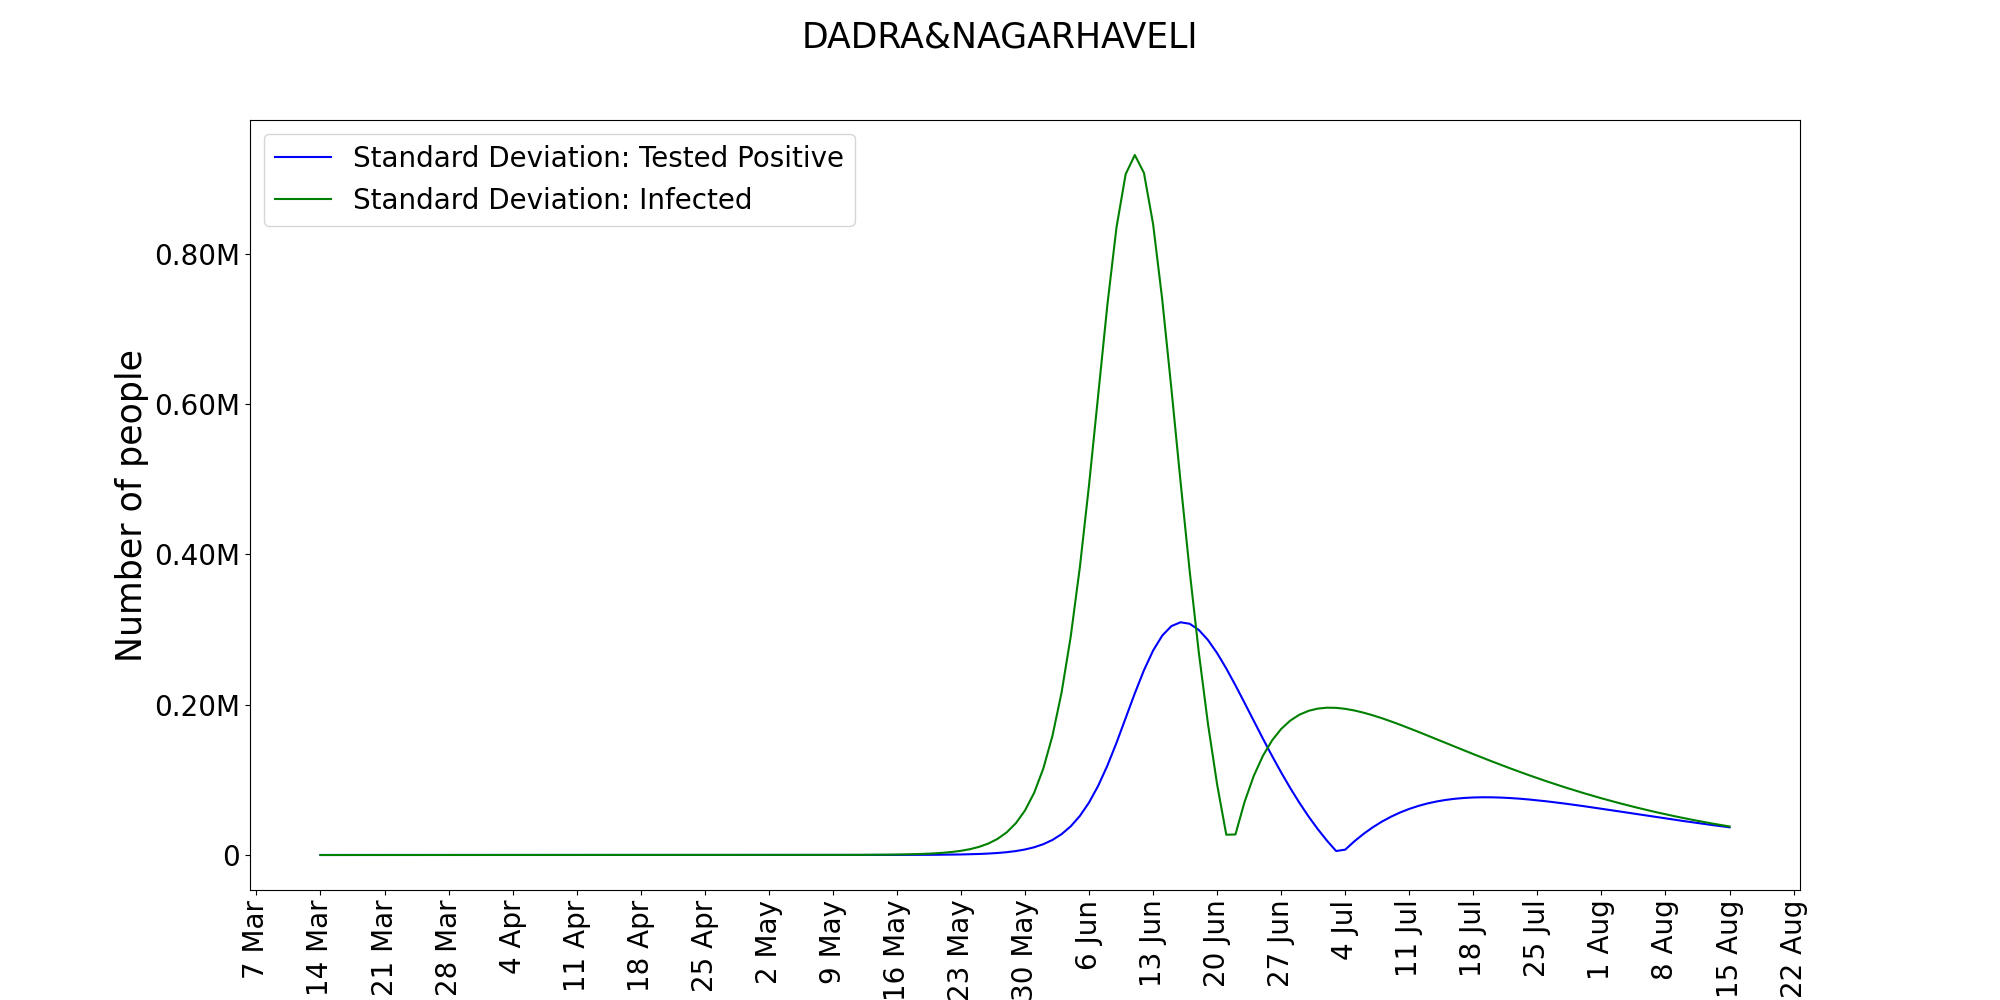 DADRA&NAGARHAVELI
Standard Deviation: Tested Positive
Standard Deviation: Infected
Number of people
0.80M
0.60M
0.40M
0.20M
0
7 Mar
14 Mar
21 Mar
28 Mar
4 Apr
11 Apr
18 Apr
25 Apr
2 May
9 May
16 May
23 May
30 May
6 Jun
13 Jun
20 Jun
27 Jun
4 Jul
11 Jul
18 Jul
25 Jul
1 Aug
8 Aug
15 Aug
22 Aug